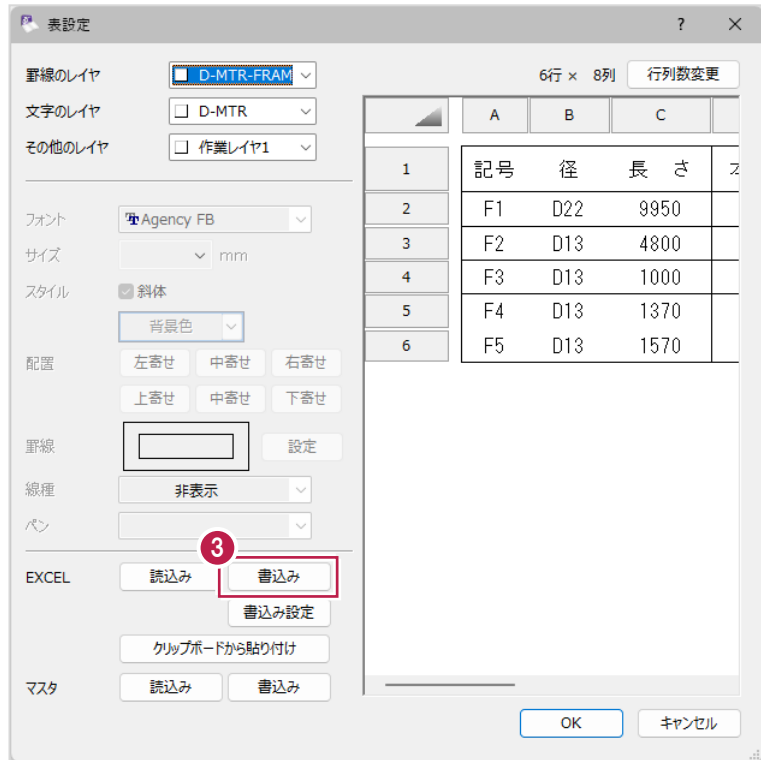 表設定 ? ×
罫線のレイヤ D-MTR-FRAM
6行 × 8列 行列数変更
文字のレイヤ D-MTR
その他のレイヤ 作業レイヤ1
フォント Agency FB
サイズ mm
スタイル 斜体
背景色
配置 左寄せ 中寄せ 右寄せ
上寄せ 中寄せ 下寄せ
罫線 設定
線種 非表示
ペン
3
EXCEL 読込み 書込み
書込み設定
クリップボードから貼り付け
マスタ 読込み 書込み
A B C
1 記号 径 長 さ
2 F1 D22 9950
3 F2 D13 4800
4 F3 D13 1000
5 F4 D13 1370
6 F5 D13 1570
OK キャンセル